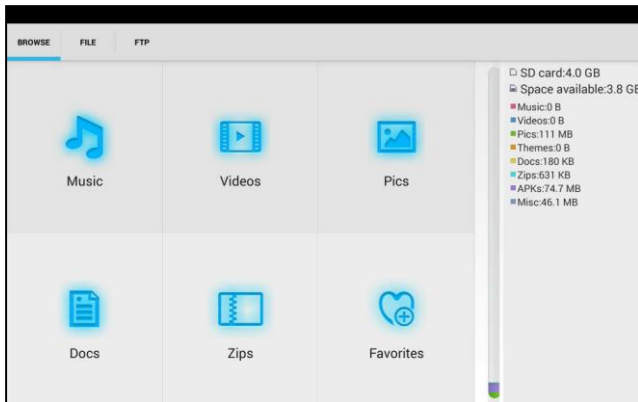 BROWSE FILE FTP
Music Videos Pics
Docs Zips Favorites
SD card:4.0 GB
Space available:3.8 GB
Music:0 B
Videos:0 B
Pics:111 MB
Themes:0 B
Docs:180 KB
Zips:631 KB
APKs:74.7 MB
Misc:46.1 MB